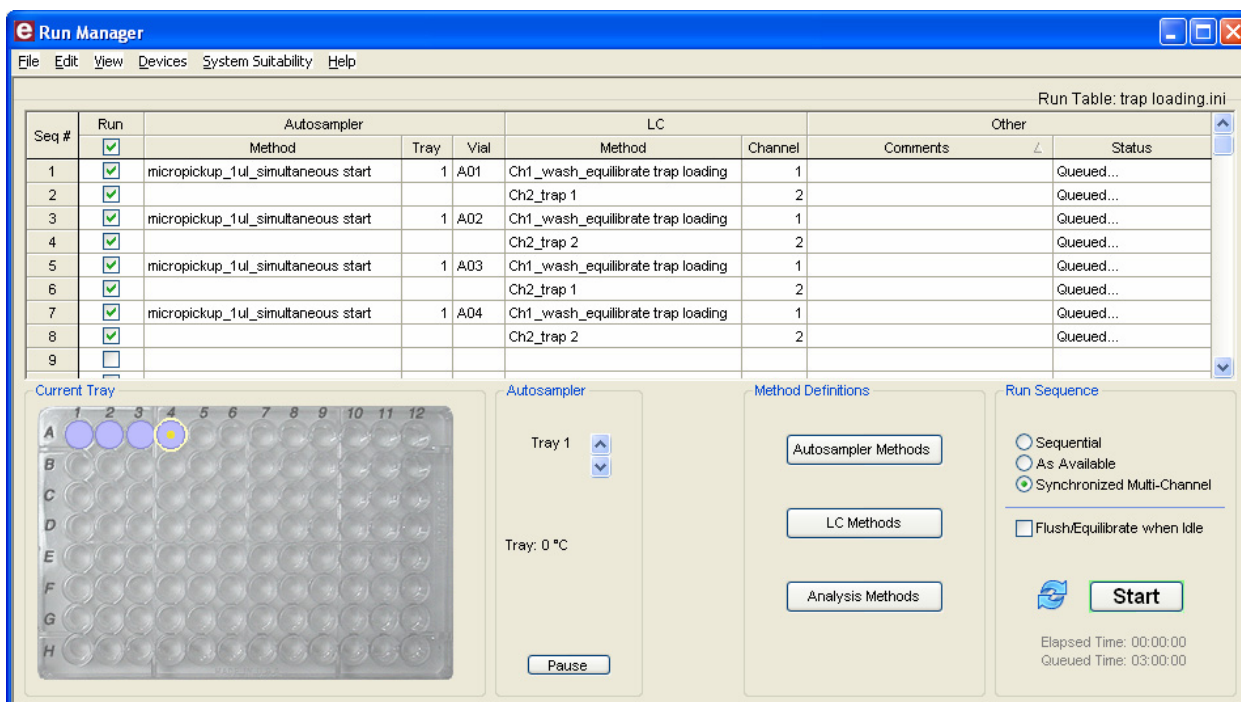 e Run Manager
File Edit View Devices System Suitability Help
Run Table: trap loading.ini
Seq # Run Autosampler LC Other
Method Tray Vial Method Channel Comments Status
1 micropickup_1ul_simultaneous start 1 A01 Ch1_wash_equilibrate trap loading 1 Queued...
2 Ch2_trap 1 2 Queued...
3 micropickup_1ul_simultaneous start 1 A02 Ch1_wash_equilibrate trap loading 1 Queued...
4 Ch2_trap 2 2 Queued...
5 micropickup_1ul_simultaneous start 1 A03 Ch1_wash_equilibrate trap loading 1 Queued...
6 Ch2_trap 1 2 Queued...
7 micropickup_1ul_simultaneous start 1 A04 Ch1_wash_equilibrate trap loading 1 Queued...
8 Ch2_trap 2 2 Queued...
9
Current Tray
1 2 3 4 5 6 7 8 9 10 11 12
A
B
C
D
E
F
G
H
Autosampler
Tray 1
Tray: 0 °C
Pause
Method Definitions
Autosampler Methods
LC Methods
Analysis Methods
Run Sequence
Sequential
As Available
Synchronized Multi-Channel
Flush/Equilibrate when Idle
Start
Elapsed Time: 00:00:00
Queued Time: 03:00:00